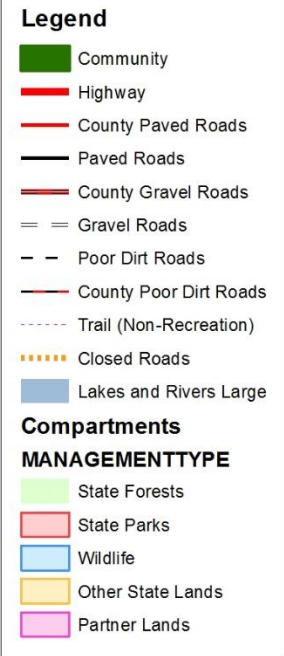 Legend
Community
Highway
County Paved Roads
Paved Roads
County Gravel Roads
Gravel Roads
Poor Dirt Roads
County Poor Dirt Roads
Trail (Non-Recreation)
Closed Roads
Lakes and Rivers Large
Compartments
MANAGEMENTTYPE
State Forests
State Parks
Wildlife
Other State Lands
Partner Lands